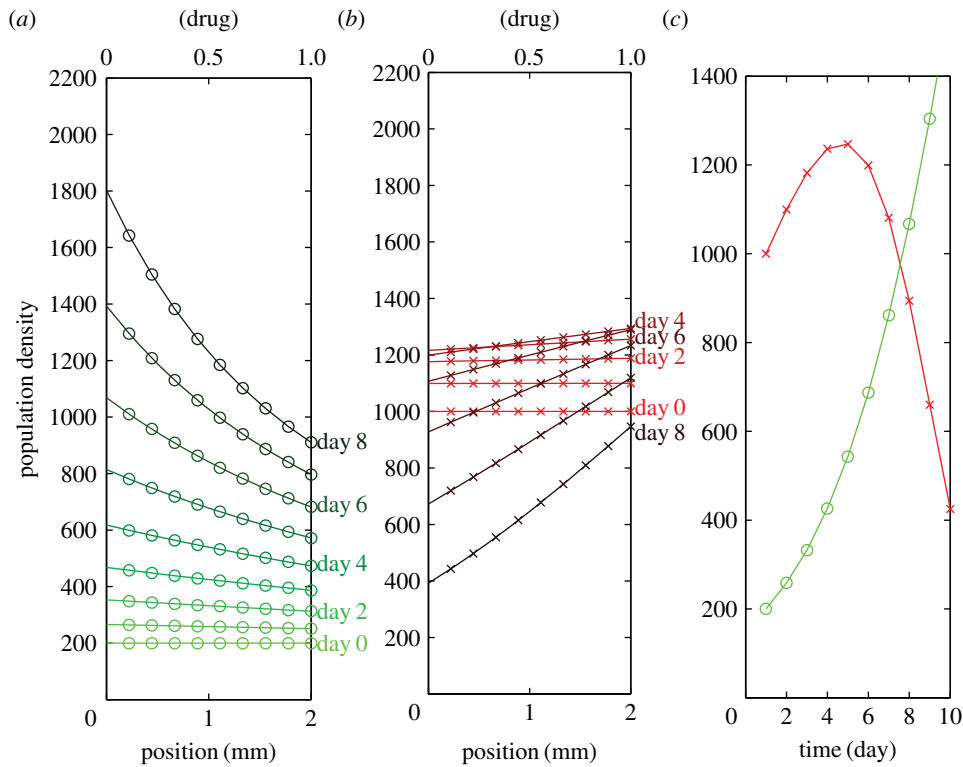 (a)
(drug)
0 0.5 1.0
2200
2000
1800
1600
1400
1200
1000
800
600
400
200
0
1 2
population density
position (mm)
day 8
day 6
day 4
day 2
day 0
(b)
(drug)
0 0.5 1.0
2200
2000
1800
1600
1400
1200
1000
800
600
400
200
0
1 2
position (mm)
day 4
day 6
day 2
day 0
day 8
(c)
1400
1200
1000
800
600
400
200
0
2 4 6 8 10
time (day)